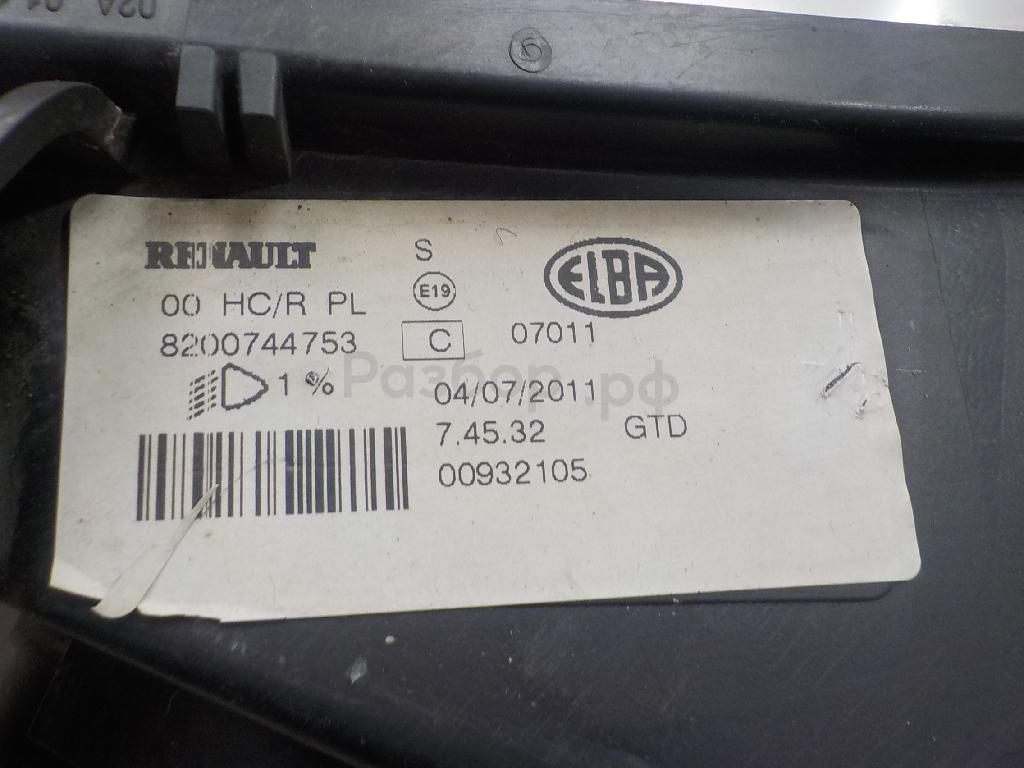 RENAULT
S
ELBA
00 HC/R PL
E19
8200744753
C
07011
Разбор.рф
1 %
04/07/2011
7.45.32
GTD
00932105